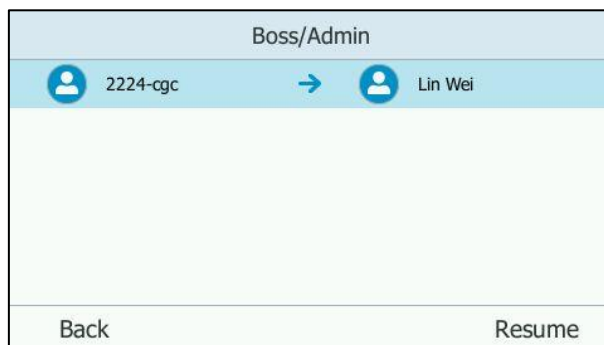 Boss/Admin
2224-cgc → Lin Wei
Back Resume